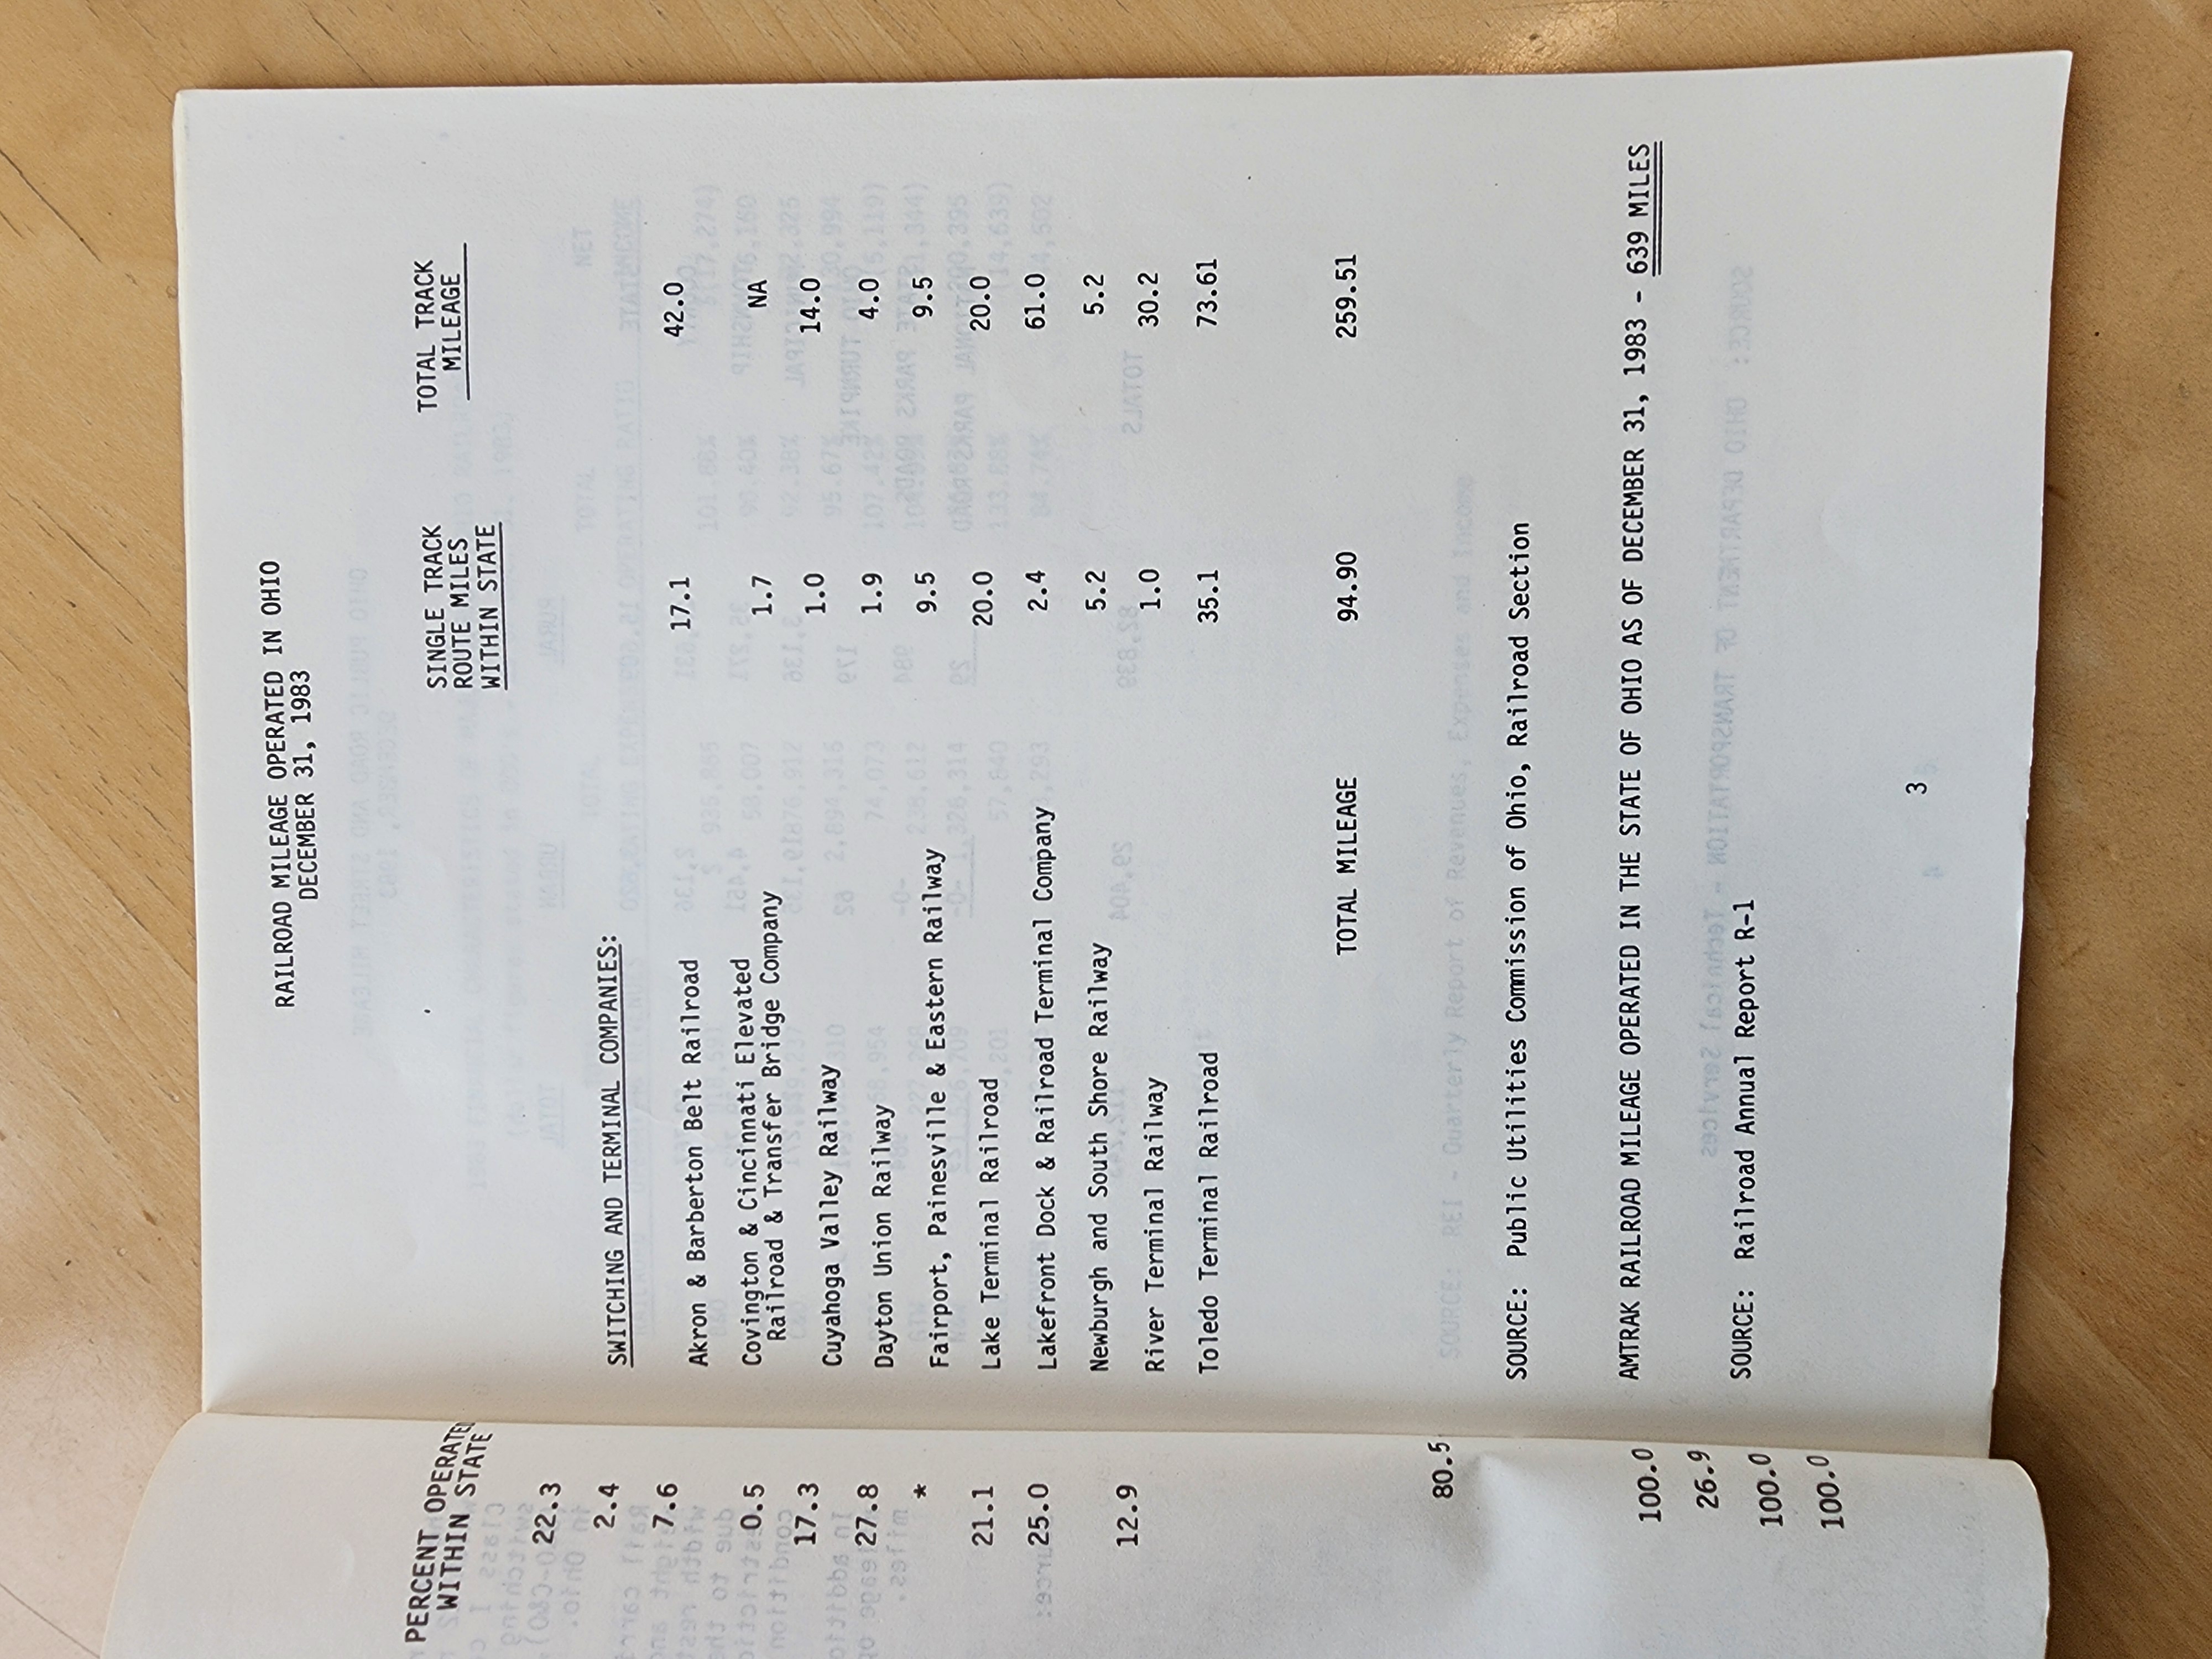 RAILROAD MILEAGE OPERATED IN OHIO
DECEMBER 31, 1983
SINGLE TRACK
ROUTE MILES
WITHIN STATE
TOTAL TRACK
MILEAGE
SWITCHING AND TERMINAL COMPANIES:
Akron & Barberton Belt Railroad 17.1 42.0
Covington & Cincinnati Elevated
Railroad & Transfer Bridge Company 1.7 NA
Cuyahoga Valley Railway 1.0 14.0
Dayton Union Railway 1.9 4.0
Fairport, Painesville & Eastern Railway 9.5 9.5
Lake Terminal Railroad 20.0 20.0
Lakefront Dock & Railroad Terminal Company 2.4 61.0
Newburgh and South Shore Railway 5.2 5.2
River Terminal Railway 1.0 30.2
Toledo Terminal Railroad 35.1 73.61
TOTAL MILEAGE 94.90 259.51
SOURCE: Public Utilities Commission of Ohio, Railroad Section
AMTRAK RAILROAD MILEAGE OPERATED IN THE STATE OF OHIO AS OF DECEMBER 31, 1983 - 639 MILES
SOURCE: Railroad Annual Report R-1
3
PERCENT OPERATED
WITHIN STATE
22.3
2.4
7.6
0.5
17.3
27.8
*
21.1
25.0
12.9
80.5
100.0
26.9
100.0
100.0